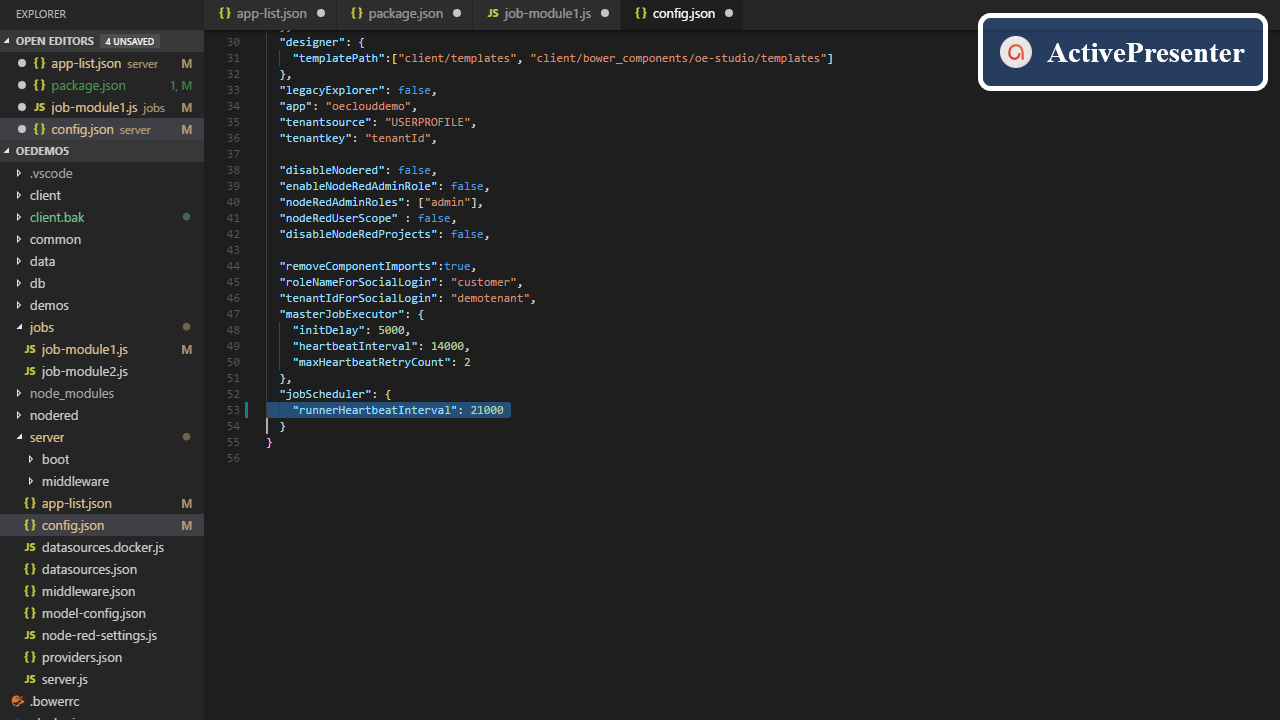 EXPLORER
OPEN EDITORS 4 UNSAVED
{} app-list.json server M
{} package.json 1, M
JS job-module1.js jobs M
{} config.json server M
OEDEMO5
.vscode
client
client.bak
common
data
db
demos
jobs
JS job-module1.js M
JS job-module2.js
node_modules
nodered
server
boot
middleware
{} app-list.json M
{} config.json M
JS datasources.docker.js
{} datasources.json
{} middleware.json
{} model-config.json
JS node-red-settings.js
{} providers.json
JS server.js
.bowerrc
{} app-list.json {} package.json JS job-module1.js {} config.json
30 "designer": {
31 "templatePath":["client/templates", "client/bower_components/oe-studio/templates"]
32 },
33 "legacyExplorer": false,
34 "app": "oeclouddemo",
35 "tenantsource": "USERPROFILE",
36 "tenantkey": "tenantId",
37
38 "disableNodered": false,
39 "enableNodeRedAdminRole": false,
40 "nodeRedAdminRoles": ["admin"],
41 "nodeRedUserScope" : false,
42 "disableNodeRedProjects": false,
43
44 "removeComponentImports":true,
45 "roleNameForSocialLogin": "customer",
46 "tenantIdForSocialLogin": "demotenant",
47 "masterJobExecutor": {
48 "initDelay": 5000,
49 "heartbeatInterval": 14000,
50 "maxHeartbeatRetryCount": 2
51 },
52 "jobScheduler": {
53 "runnerHeartbeatInterval": 21000
54 }
55 }
56
ActivePresenter